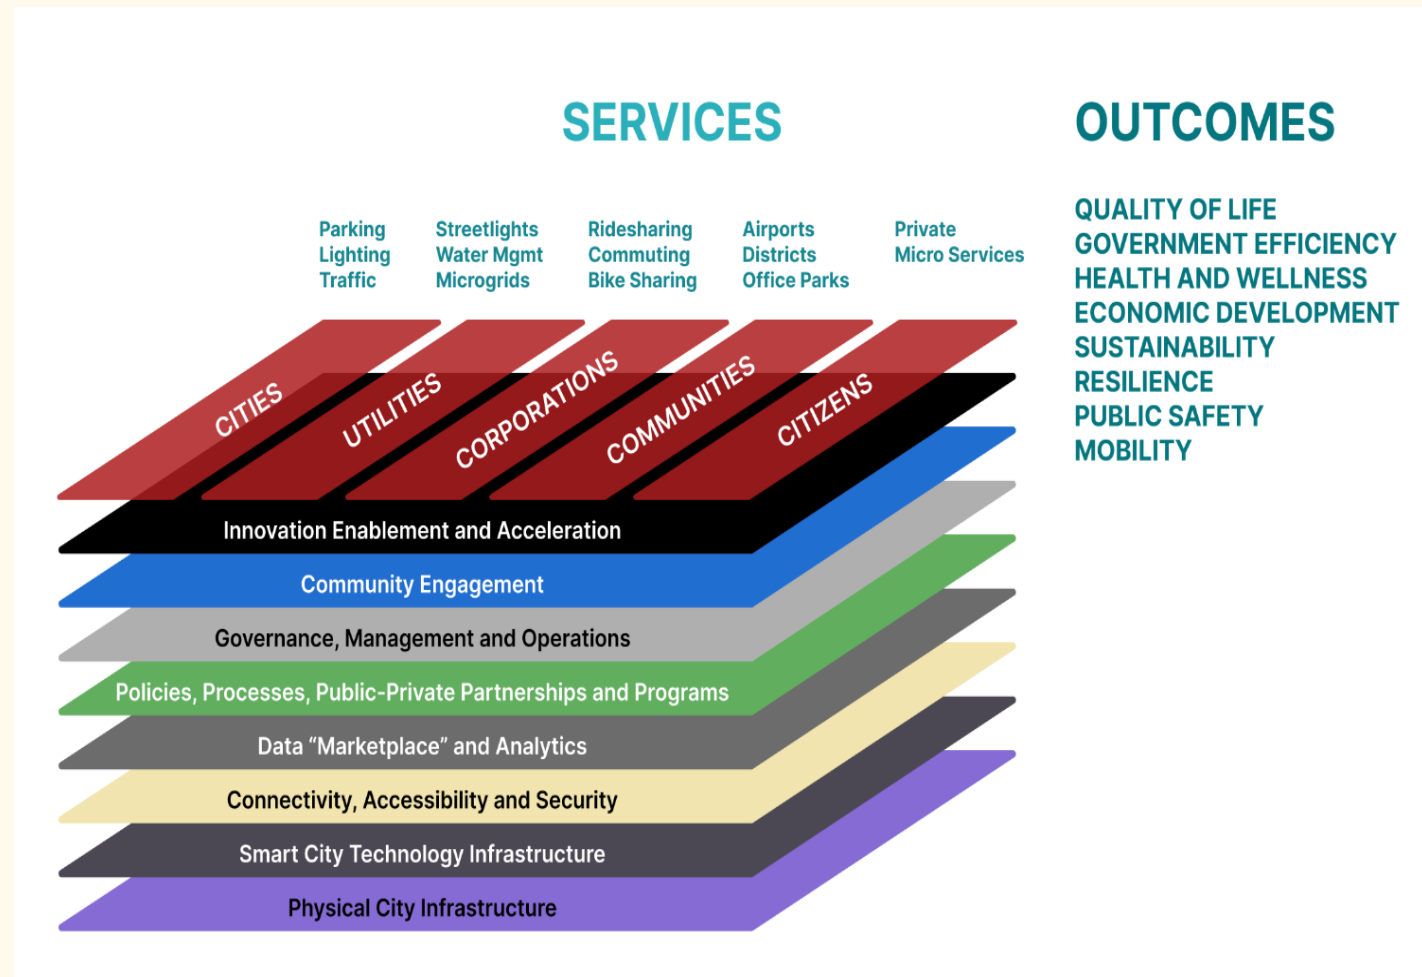 SERVICES
OUTCOMES
Parking
Lighting
Traffic
Streetlights
Water Mgmt
Microgrids
Ridesharing
Commuting
Bike Sharing
Airports
Districts
Office Parks
Private
Micro Services
QUALITY OF LIFE
GOVERNMENT EFFICIENCY
HEALTH AND WELLNESS
ECONOMIC DEVELOPMENT
SUSTAINABILITY
RESILIENCE
PUBLIC SAFETY
MOBILITY
CITIES
UTILITIES
CORPORATIONS
COMMUNITIES
CITIZENS
Innovation Enablement and Acceleration
Community Engagement
Governance, Management and Operations
Policies, Processes, Public-Private Partnerships and Programs
Data “Marketplace” and Analytics
Connectivity, Accessibility and Security
Smart City Technology Infrastructure
Physical City Infrastructure